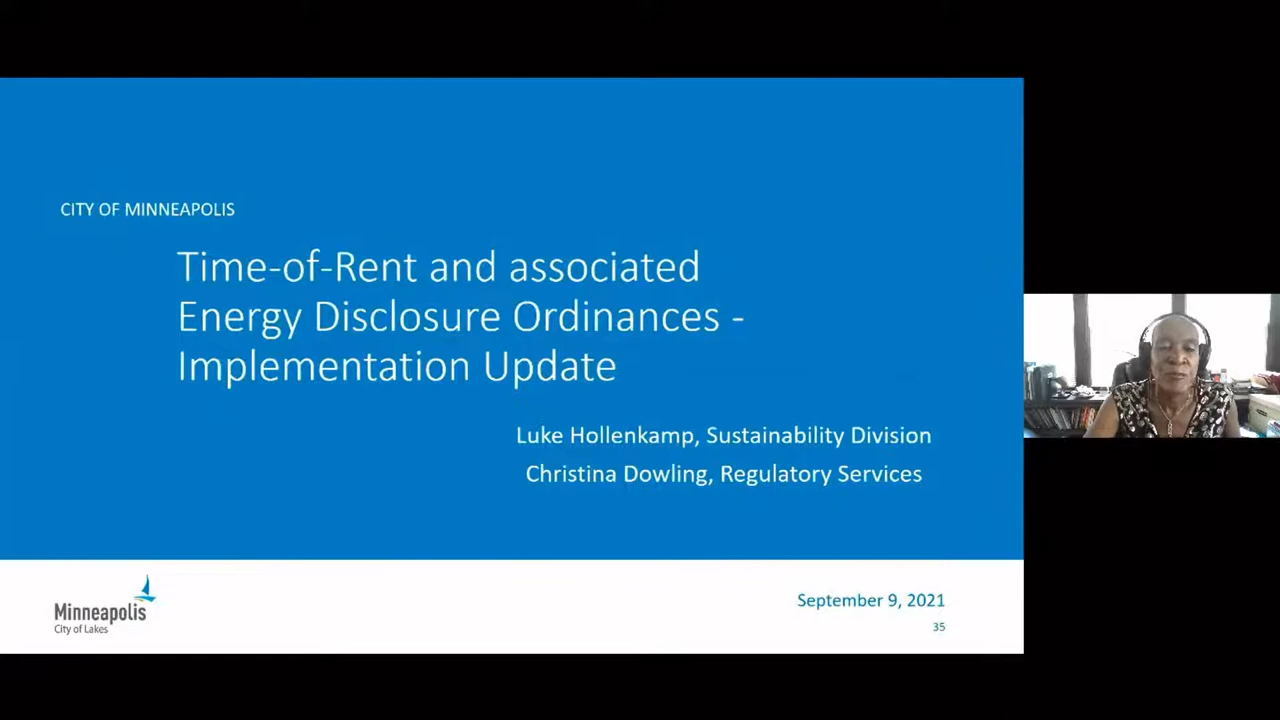 CITY OF MINNEAPOLIS
Time-of-Rent and associated
Energy Disclosure Ordinances -
Implementation Update
Luke Hollenkamp, Sustainability Division
Christina Dowling, Regulatory Services
Minneapolis
City of Lakes
September 9, 2021
35